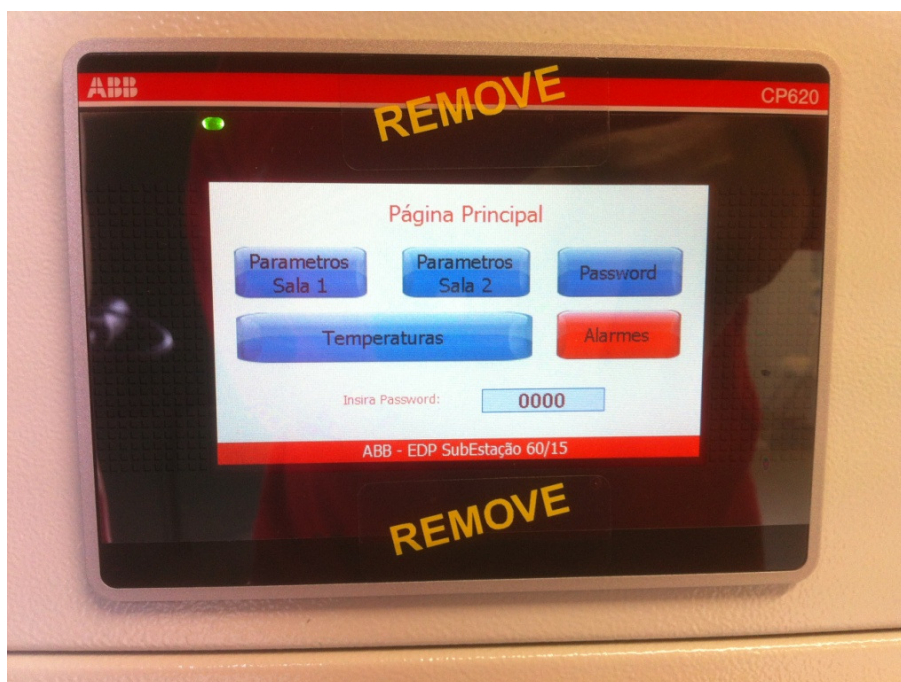 ABB
REMOVE
CP620
Página Principal
Parametros
Sala 1
Parametros
Sala 2
Password
Temperaturas
Alarmes
Insira Password:
0000
ABB - EDP SubEstação 60/15
REMOVE